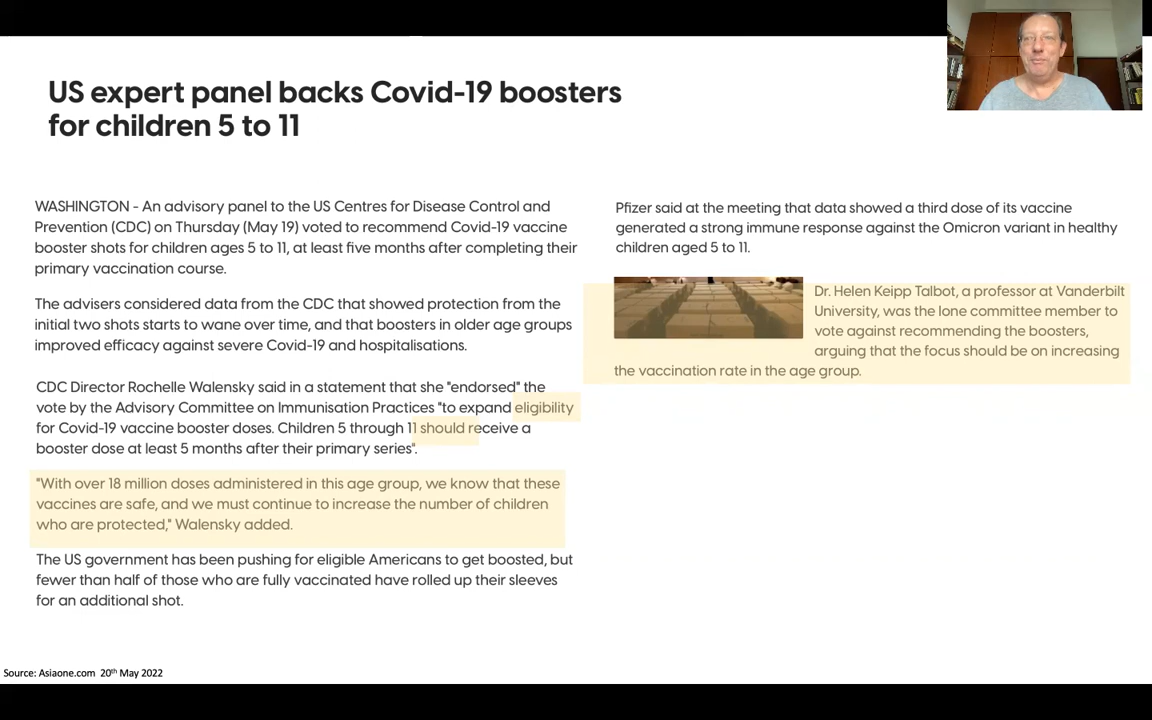 US expert panel backs Covid-19 boosters
for children 5 to 11
WASHINGTON - An advisory panel to the US Centres for Disease Control and
Prevention (CDC) on Thursday (May 19) voted to recommend Covid-19 vaccine
booster shots for children ages 5 to 11, at least five months after completing their
primary vaccination course.
The advisers considered data from the CDC that showed protection from the
initial two shots starts to wane over time, and that boosters in older age groups
improved efficacy against severe Covid-19 and hospitalisations.
CDC Director Rochelle Walensky said in a statement that she "endorsed" the
vote by the Advisory Committee on Immunisation Practices "to expand eligibility
for Covid-19 vaccine booster doses. Children 5 through 11 should receive a
booster dose at least 5 months after their primary series".
"With over 18 million doses administered in this age group, we know that these
vaccines are safe, and we must continue to increase the number of children
who are protected," Walensky added.
The US government has been pushing for eligible Americans to get boosted, but
fewer than half of those who are fully vaccinated have rolled up their sleeves
for an additional shot.
Pfizer said at the meeting that data showed a third dose of its vaccine
generated a strong immune response against the Omicron variant in healthy
children aged 5 to 11.
Dr. Helen Keipp Talbot, a professor at Vanderbilt
University, was the lone committee member to
vote against recommending the boosters,
arguing that the focus should be on increasing
the vaccination rate in the age group.
Source: Asiaone.com 20th May 2022